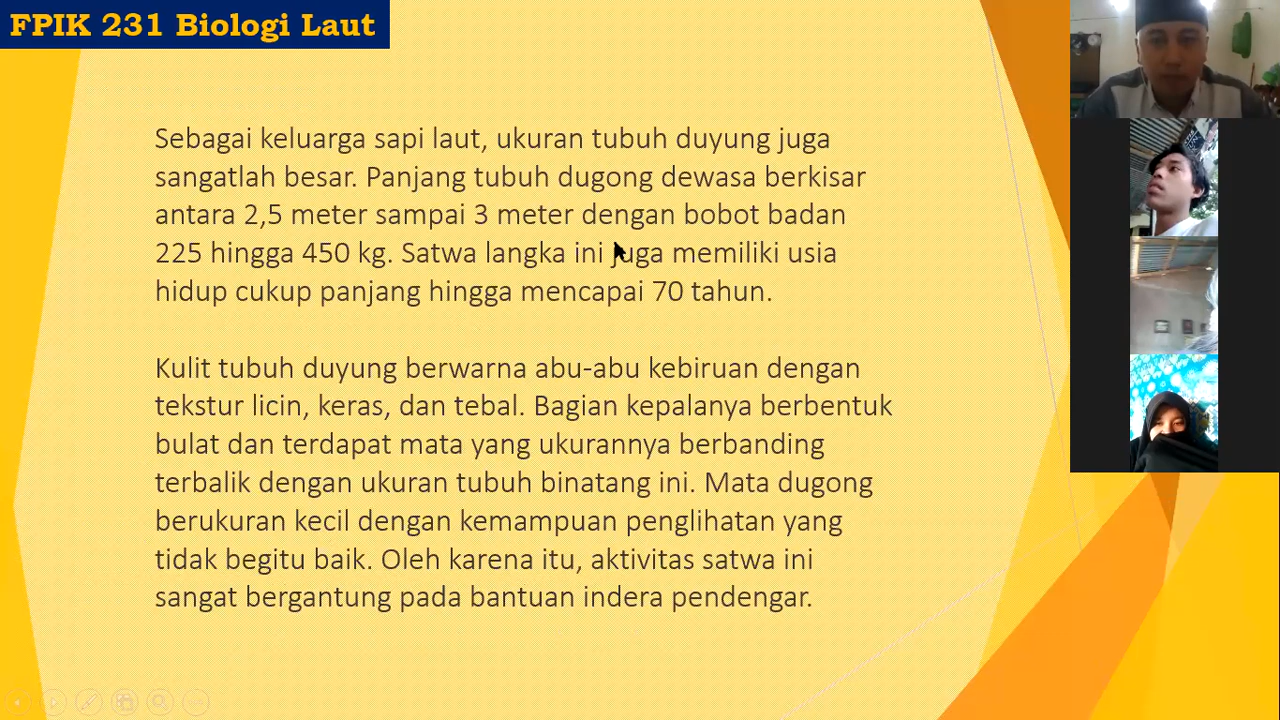 FPIK 231 Biologi Laut
Sebagai keluarga sapi laut, ukuran tubuh duyung juga
sangatlah besar. Panjang tubuh dugong dewasa berkisar
antara 2,5 meter sampai 3 meter dengan bobot badan
225 hingga 450 kg. Satwa langka ini juga memiliki usia
hidup cukup panjang hingga mencapai 70 tahun.
Kulit tubuh duyung berwarna abu-abu kebiruan dengan
tekstur licin, keras, dan tebal. Bagian kepalanya berbentuk
bulat dan terdapat mata yang ukurannya berbanding
terbalik dengan ukuran tubuh binatang ini. Mata dugong
berukuran kecil dengan kemampuan penglihatan yang
tidak begitu baik. Oleh karena itu, aktivitas satwa ini
sangat bergantung pada bantuan indera pendengar.